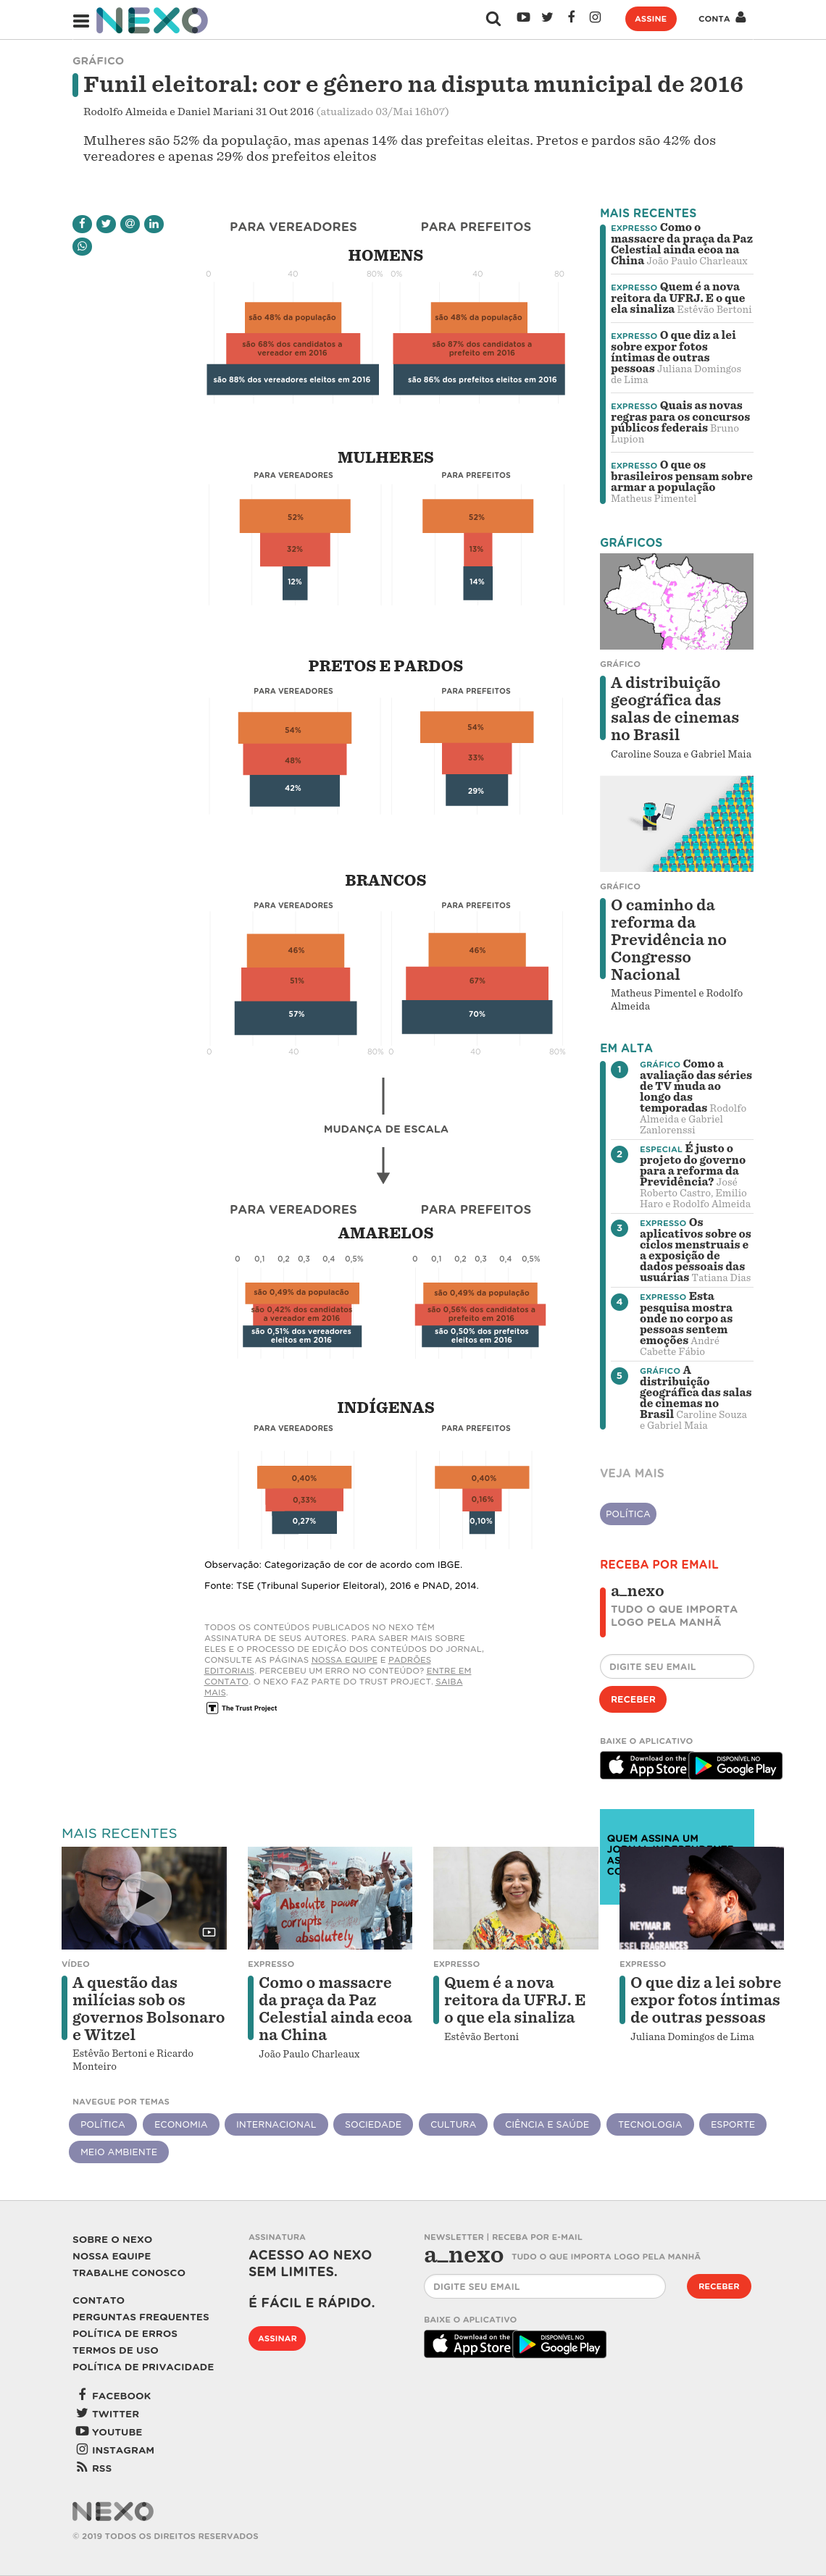 NEXO
ASSINE
CONTA
GRÁFICO
Funil eleitoral: cor e gênero na disputa municipal de 2016
Rodolfo Almeida e Daniel Mariani 31 Out 2016 (atualizado 03/Mai 16h07)
Mulheres são 52% da população, mas apenas 14% das prefeitas eleitas. Pretos e pardos são 42% dos
vereadores e apenas 29% dos prefeitos eleitos
PARA VEREADORES PARA PREFEITOS
HOMENS
0 40 80% 0% 40 80
são 48% da população são 48% da população
são 68% dos candidatos a
vereador em 2016
são 87% dos candidatos a
prefeito em 2016
são 88% dos vereadores eleitos em 2016 são 86% dos prefeitos eleitos em 2016
MULHERES
PARA VEREADORES PARA PREFEITOS
52% 52%
32% 13%
12% 14%
PRETOS E PARDOS
PARA VEREADORES PARA PREFEITOS
54% 54%
48% 33%
42% 29%
BRANCOS
PARA VEREADORES PARA PREFEITOS
46% 46%
51% 67%
57% 70%
0 40 80% 0 40 80%
MUDANÇA DE ESCALA
PARA VEREADORES PARA PREFEITOS
AMARELOS
0 0,1 0,2 0,3 0,4 0,5% 0 0,1 0,2 0,3 0,4 0,5%
são 0,49% da população são 0,49% da população
são 0,42% dos candidatos
a vereador em 2016
são 0,56% dos candidatos a
prefeito em 2016
são 0,51% dos vereadores
eleitos em 2016
são 0,50% dos prefeitos
eleitos em 2016
INDÍGENAS
PARA VEREADORES PARA PREFEITOS
0,40% 0,40%
0,33% 0,16%
0,27% 0,10%
Observação: Categorização de cor de acordo com IBGE.
Fonte: TSE (Tribunal Superior Eleitoral), 2016 e PNAD, 2014.
TODOS OS CONTEÚDOS PUBLICADOS NO NEXO TÊM
ASSINATURA DE SEUS AUTORES. PARA SABER MAIS SOBRE
ELES E O PROCESSO DE EDIÇÃO DOS CONTEÚDOS DO JORNAL,
CONSULTE AS PÁGINAS NOSSA EQUIPE E PADRÕES
EDITORIAIS. PERCEBEU UM ERRO NO CONTEÚDO? ENTRE EM
CONTATO. O NEXO FAZ PARTE DO TRUST PROJECT. SAIBA
MAIS.
T The Trust Project
MAIS RECENTES
EXPRESSO Como o
massacre da praça da Paz
Celestial ainda ecoa na
China João Paulo Charleaux
EXPRESSO Quem é a nova
reitora da UFRJ. E o que
ela sinaliza Estêvão Bertoni
EXPRESSO O que diz a lei
sobre expor fotos
íntimas de outras
pessoas Juliana Domingos
de Lima
EXPRESSO Quais as novas
regras para os concursos
públicos federais Bruno
Lupion
EXPRESSO O que os
brasileiros pensam sobre
armar a população
Matheus Pimentel
GRÁFICOS
GRÁFICO
A distribuição
geográfica das
salas de cinemas
no Brasil
Caroline Souza e Gabriel Maia
GRÁFICO
O caminho da
reforma da
Previdência no
Congresso
Nacional
Matheus Pimentel e Rodolfo
Almeida
EM ALTA
1 GRÁFICO Como a
avaliação das séries
de TV muda ao
longo das
temporadas Rodolfo
Almeida e Gabriel
Zanlorenssi
2 ESPECIAL É justo o
projeto do governo
para a reforma da
Previdência? José
Roberto Castro, Emilio
Haro e Rodolfo Almeida
3 EXPRESSO Os
aplicativos sobre os
ciclos menstruais e
a exposição de
dados pessoais das
usuárias Tatiana Dias
4 EXPRESSO Esta
pesquisa mostra
onde no corpo as
pessoas sentem
emoções André
Cabette Fábio
5 GRÁFICO A
distribuição
geográfica das salas
de cinemas no
Brasil Caroline Souza
e Gabriel Maia
VEJA MAIS
POLÍTICA
RECEBA POR EMAIL
a_nexo
TUDO O QUE IMPORTA
LOGO PELA MANHÃ
DIGITE SEU EMAIL
RECEBER
BAIXE O APLICATIVO
Download on the
App Store
DISPONÍVEL NO
Google Play
QUEM ASSINA UM
MAIS RECENTES
Absolute power
corrupts
absolutely
NEYMAR JR
X
VÍDEO
A questão das
milícias sob os
governos Bolsonaro
e Witzel
Estêvão Bertoni e Ricardo
Monteiro
EXPRESSO
Como o massacre
da praça da Paz
Celestial ainda ecoa
na China
João Paulo Charleaux
EXPRESSO
Quem é a nova
reitora da UFRJ. E
o que ela sinaliza
Estêvão Bertoni
EXPRESSO
O que diz a lei sobre
expor fotos íntimas
de outras pessoas
Juliana Domingos de Lima
NAVEGUE POR TEMAS
POLÍTICA ECONOMIA INTERNACIONAL SOCIEDADE CULTURA CIÊNCIA E SAÚDE TECNOLOGIA ESPORTE
MEIO AMBIENTE
SOBRE O NEXO
NOSSA EQUIPE
TRABALHE CONOSCO
CONTATO
PERGUNTAS FREQUENTES
POLÍTICA DE ERROS
TERMOS DE USO
POLÍTICA DE PRIVACIDADE
FACEBOOK
TWITTER
YOUTUBE
INSTAGRAM
RSS
ASSINATURA
ACESSO AO NEXO
SEM LIMITES.
É FÁCIL E RÁPIDO.
ASSINAR
NEWSLETTER | RECEBA POR E-MAIL
a_nexo TUDO O QUE IMPORTA LOGO PELA MANHÃ
DIGITE SEU EMAIL
RECEBER
BAIXE O APLICATIVO
Download on the
App Store
DISPONÍVEL NO
Google Play
NEXO
© 2019 TODOS OS DIREITOS RESERVADOS